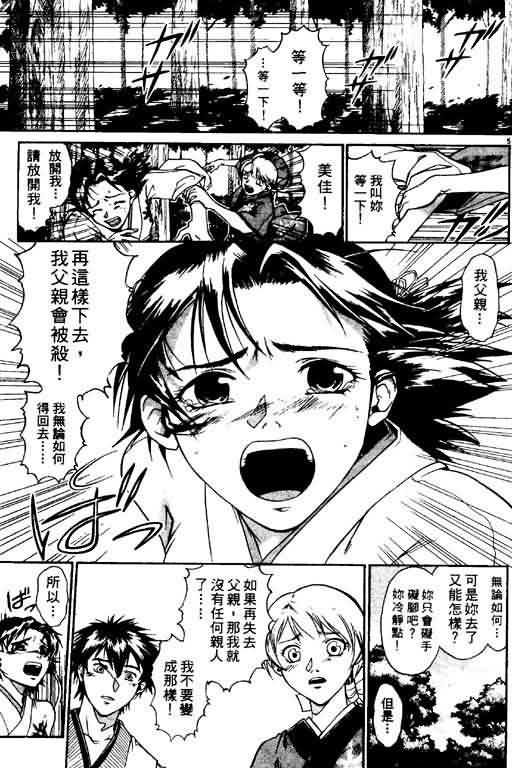 等一等！
…等一下！
5
我叫妳
等一下！
美佳！
放開我…
請放開我！
我父親…
再這樣下去，
我父親會被殺！
我無論如何
得回去……
無論如何…
可是妳去了
又能怎樣？
妳只會礙手
礙腳吧？
妳冷靜點！
但是…
如果再失去
父親，那我就
沒有任何親人
了……
我不要變
成那樣！
所以…